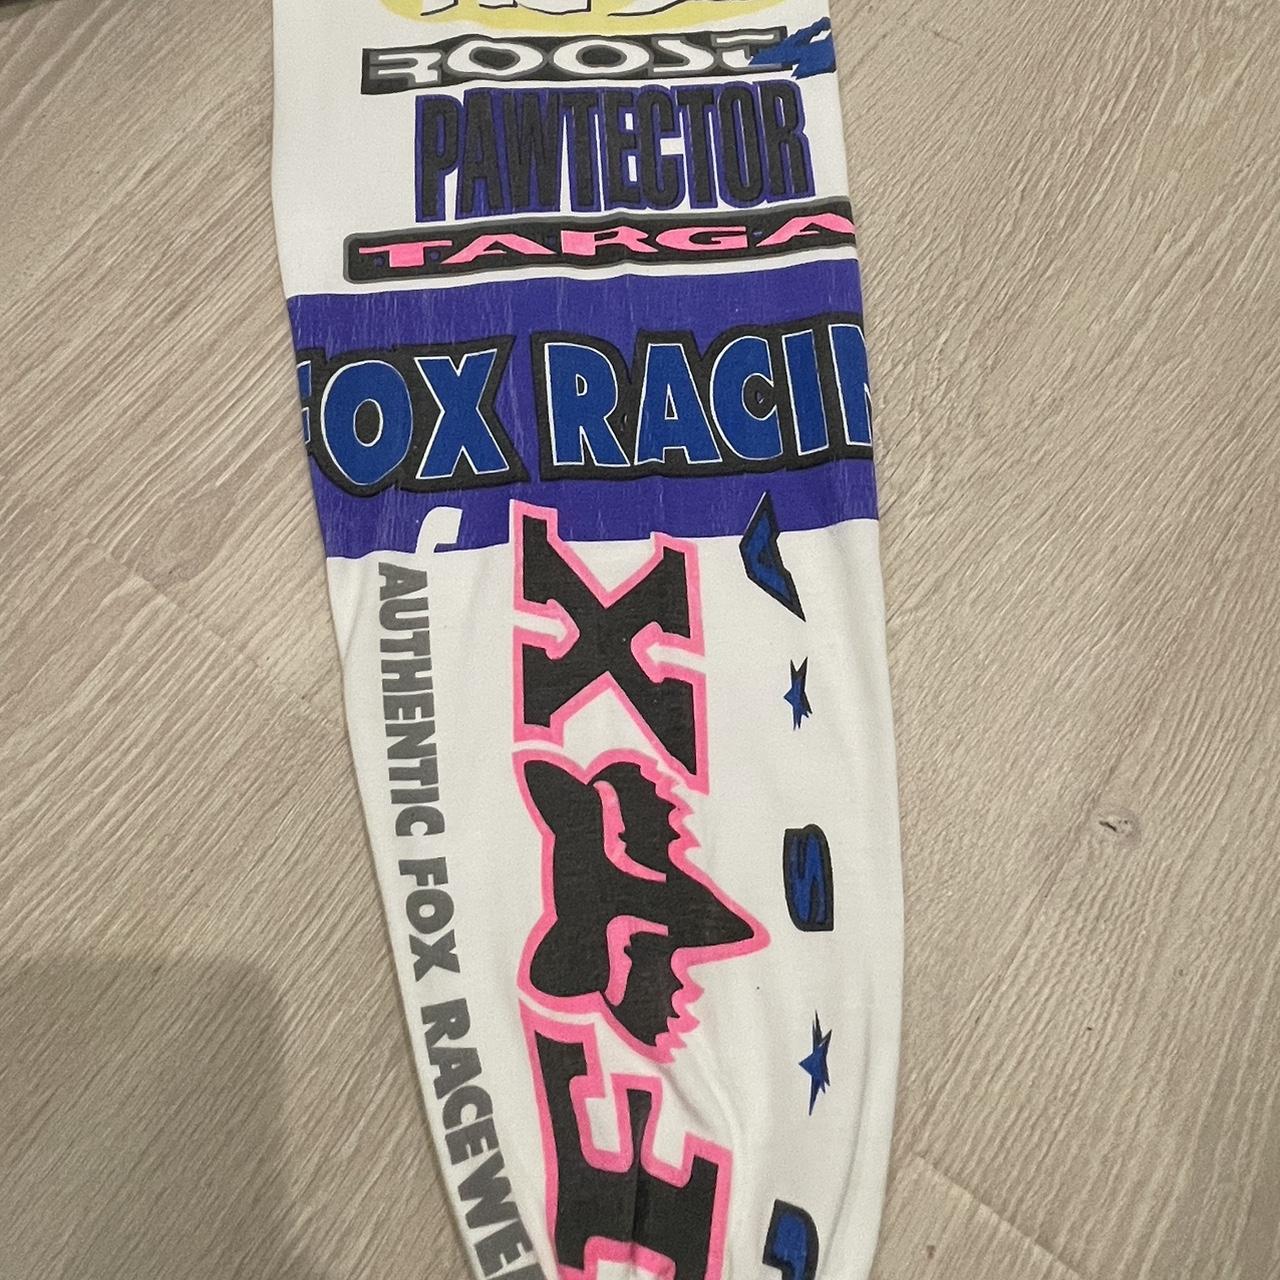 ROOST
PAWTECTOR
TARGA
FOX RACIN
AUTHENTIC FOX RACEWE
F X
S